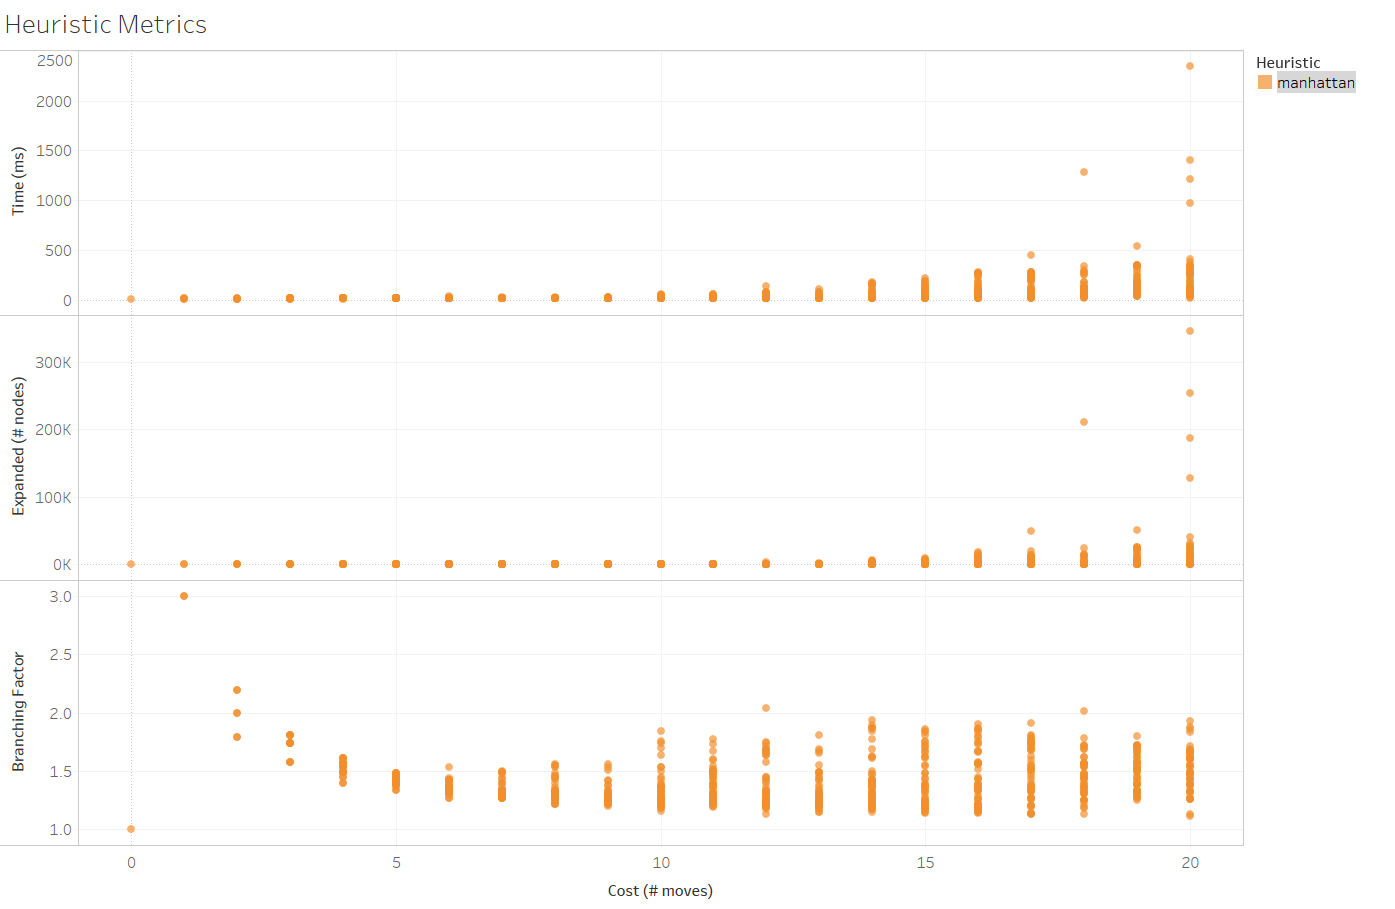 Heuristic Metrics
Heuristic
manhattan
Time (ms)
2500
2000
1500
1000
500
0
Expanded (# nodes)
300K
200K
100K
0K
Branching Factor
3.0
2.5
2.0
1.5
1.0
0 5 10 15 20
Cost (# moves)